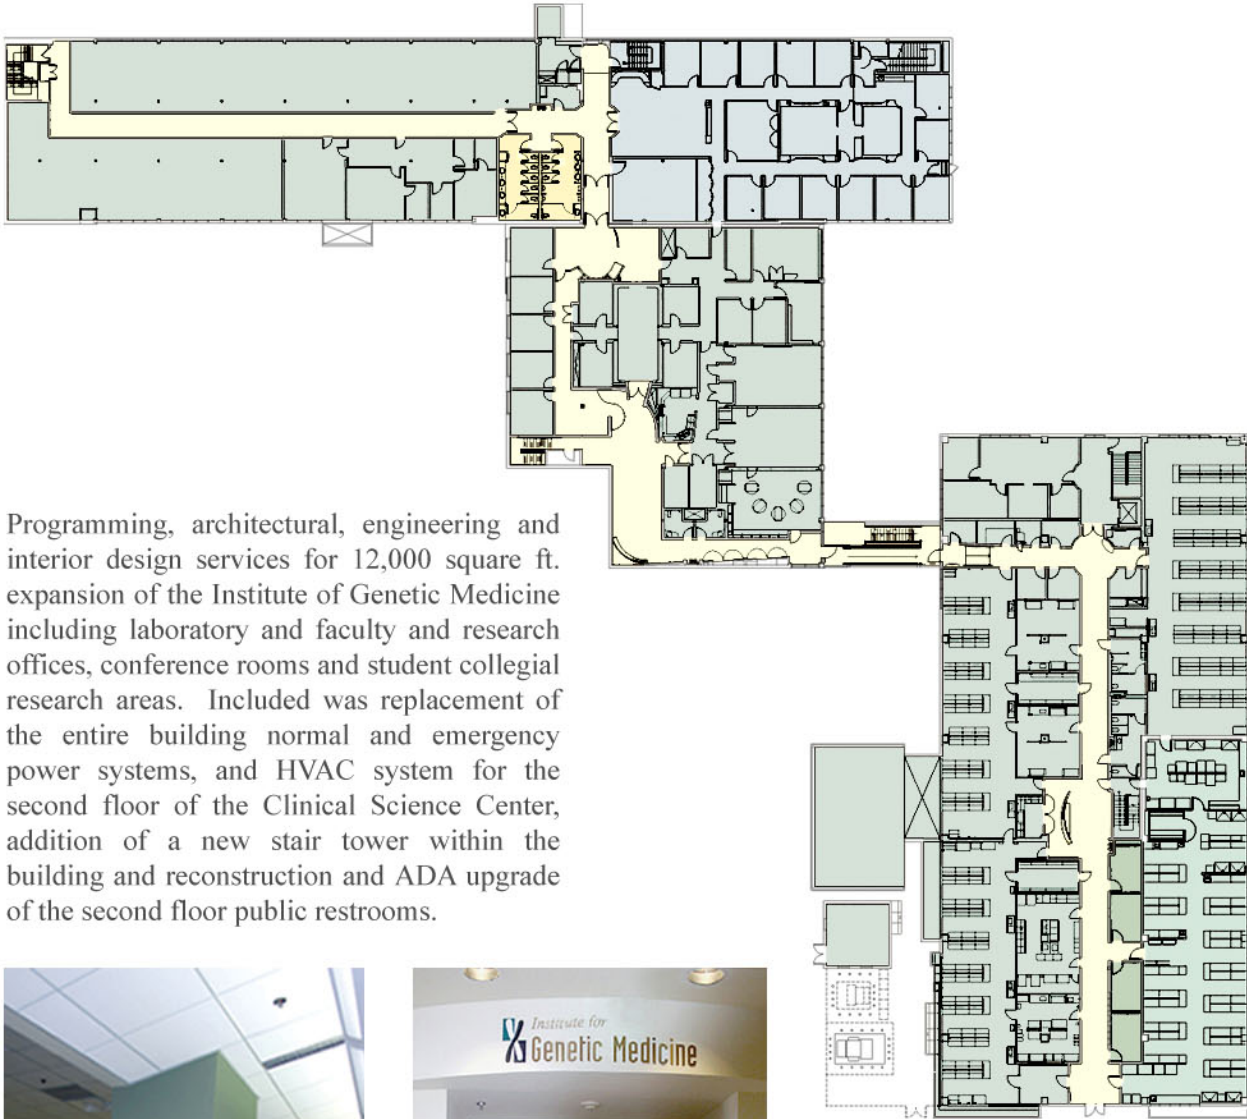 Programming, architectural, engineering and
interior design services for 12,000 square ft.
expansion of the Institute of Genetic Medicine
including laboratory and faculty and research
offices, conference rooms and student collegial
research areas. Included was replacement of
the entire building normal and emergency
power systems, and HVAC system for the
second floor of the Clinical Science Center,
addition of a new stair tower within the
building and reconstruction and ADA upgrade
of the second floor public restrooms.
Institute for
Genetic Medicine